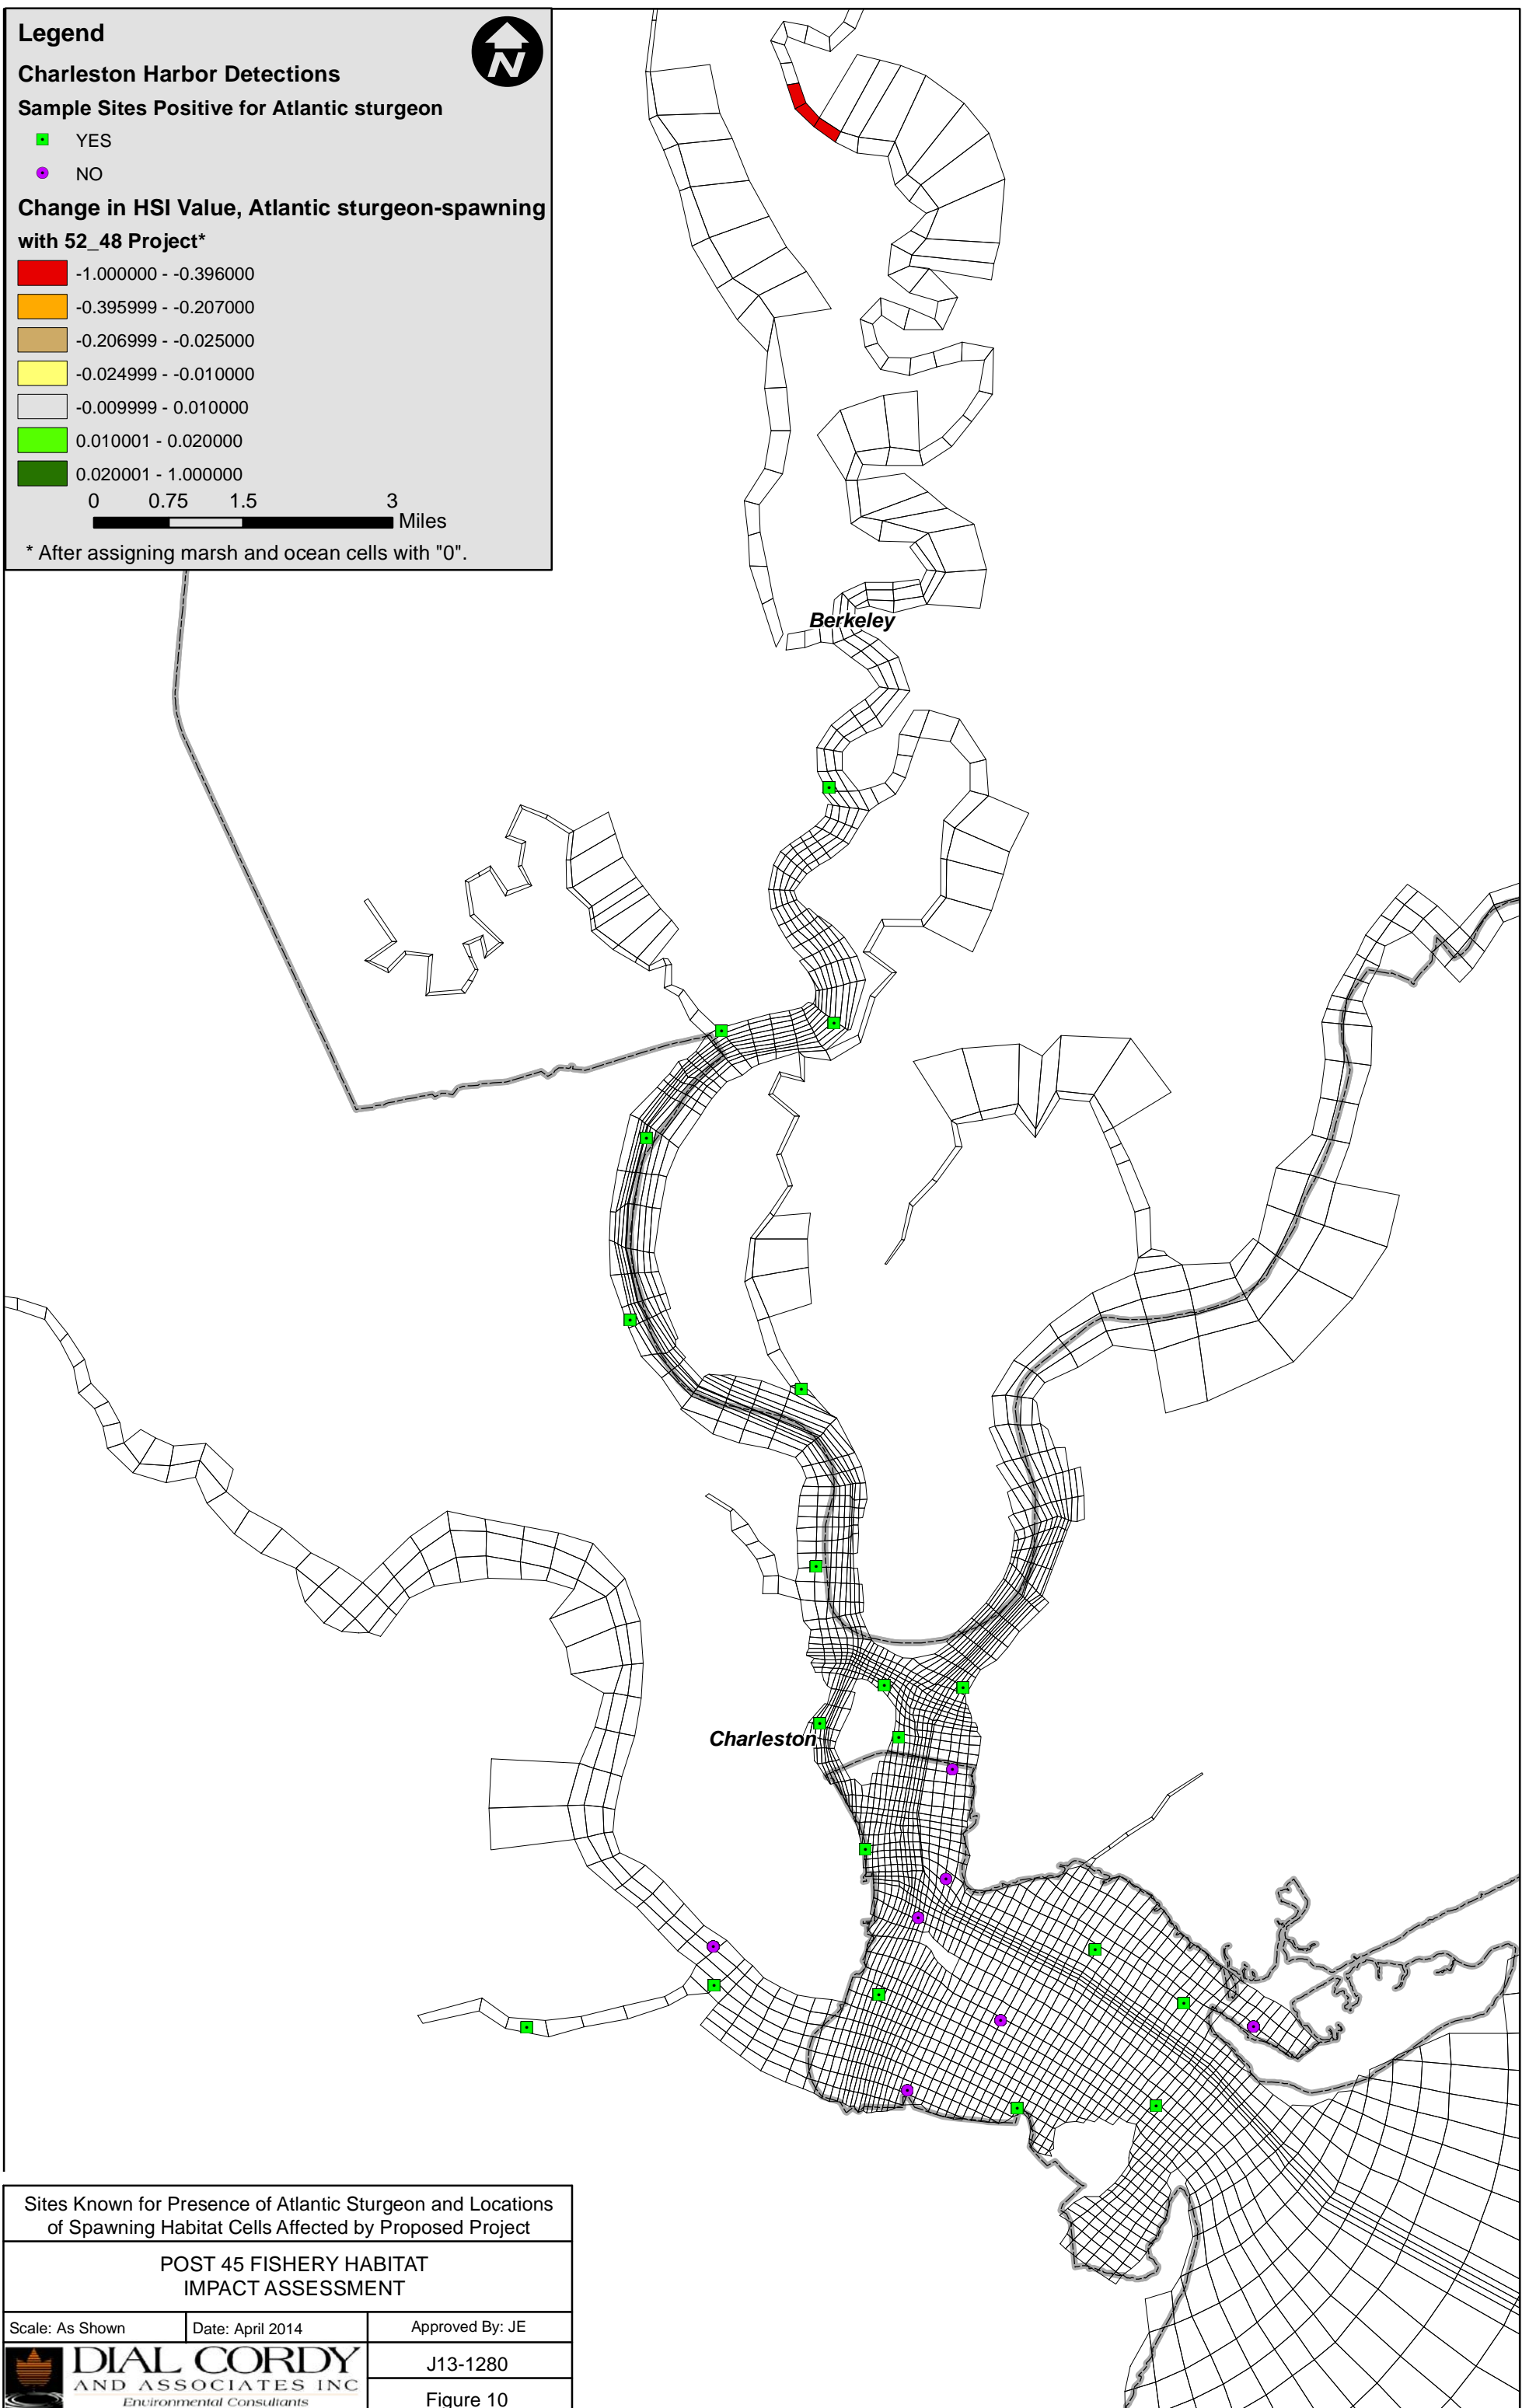 Legend
N
Charleston Harbor Detections
Sample Sites Positive for Atlantic sturgeon
YES
NO
Change in HSI Value, Atlantic sturgeon-spawning
with 52_48 Project*
-1.000000 - -0.396000
-0.395999 - -0.207000
-0.206999 - -0.025000
-0.024999 - -0.010000
-0.009999 - 0.010000
0.010001 - 0.020000
0.020001 - 1.000000
0 0.75 1.5 3
Miles
* After assigning marsh and ocean cells with "0".
Berkeley
Charleston
Sites Known for Presence of Atlantic Sturgeon and Locations
of Spawning Habitat Cells Affected by Proposed Project
POST 45 FISHERY HABITAT
IMPACT ASSESSMENT
Scale: As Shown
Date: April 2014
Approved By: JE
DIAL CORDY
AND ASSOCIATES INC
Environmental Consultants
J13-1280
Figure 10